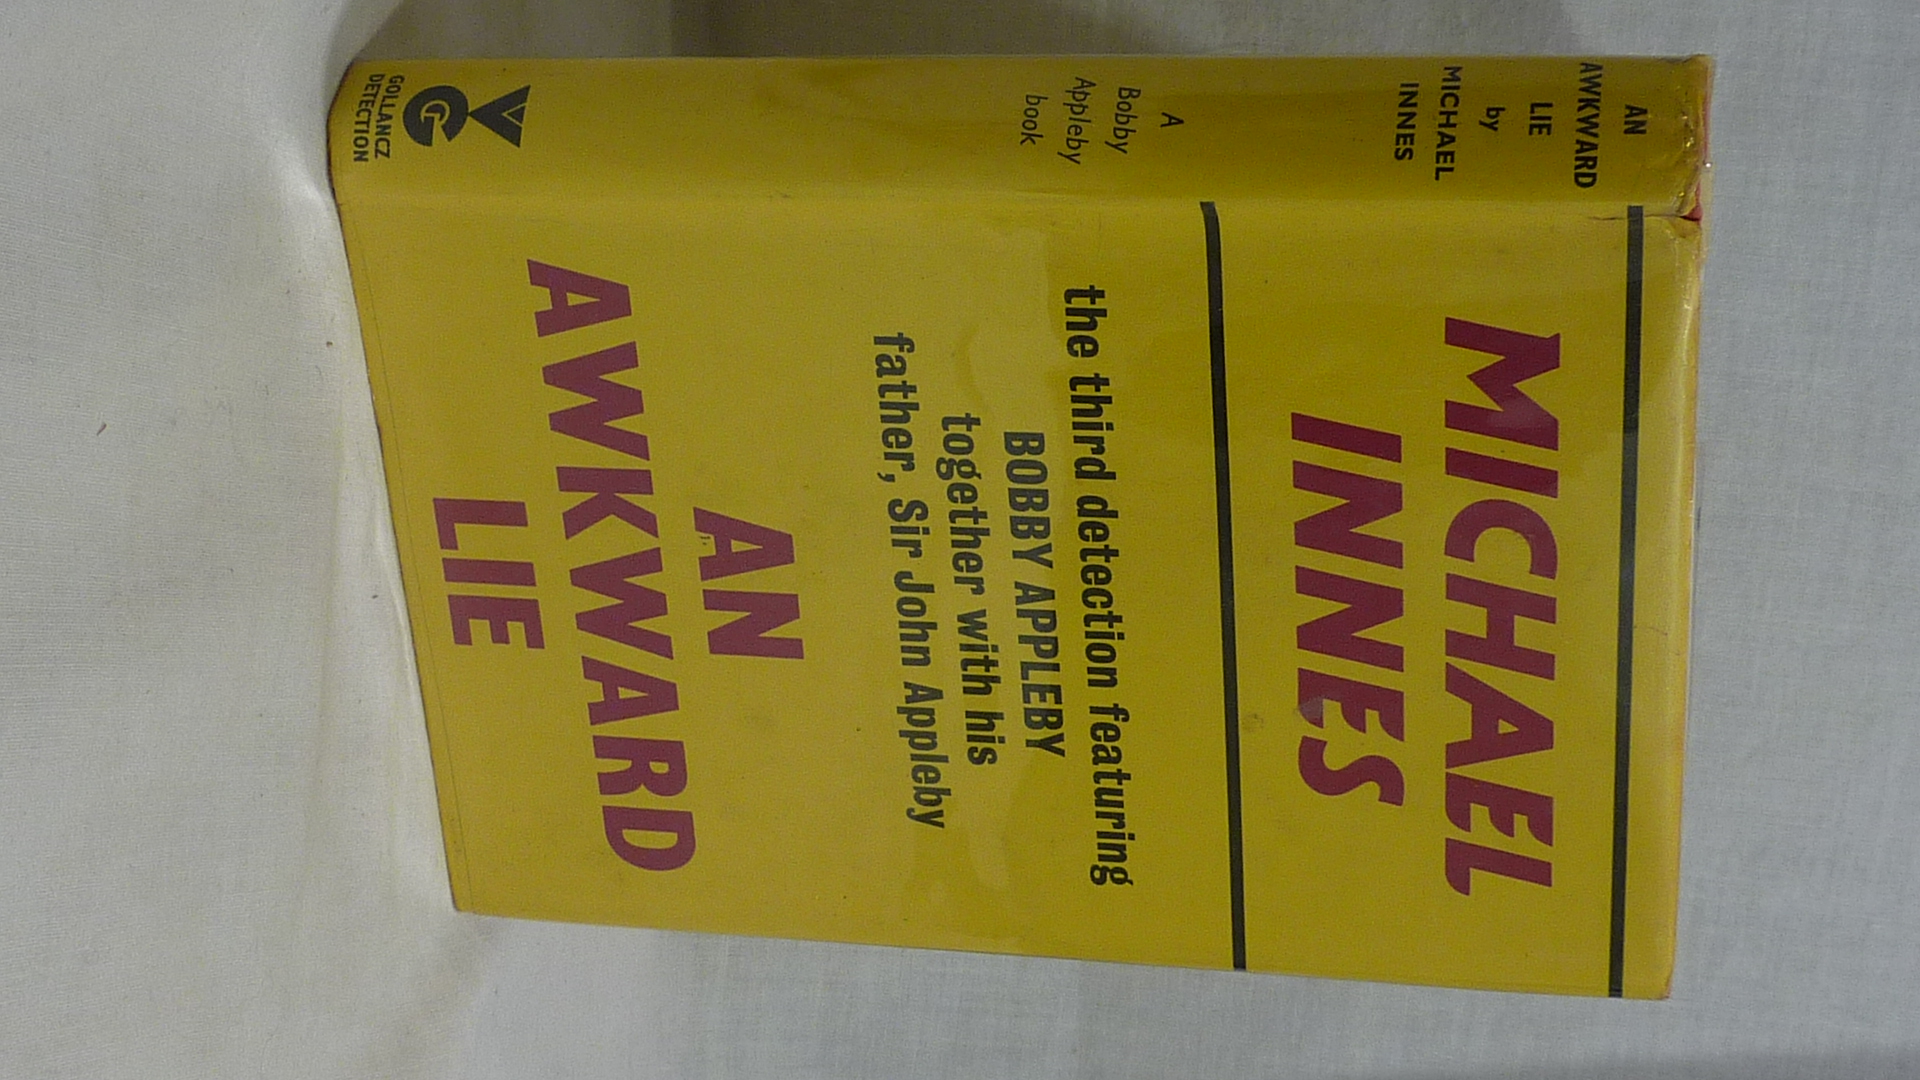 AN
AWKWARD
LIE
by
MICHAEL
INNES
A
Bobby
Appleby
book
VG
GOLLANCZ
DETECTION
MICHAEL
INNES
the third detection featuring
BOBBY APPLEBY
together with his
father, Sir John Appleby
AN
AWKWARD
LIE